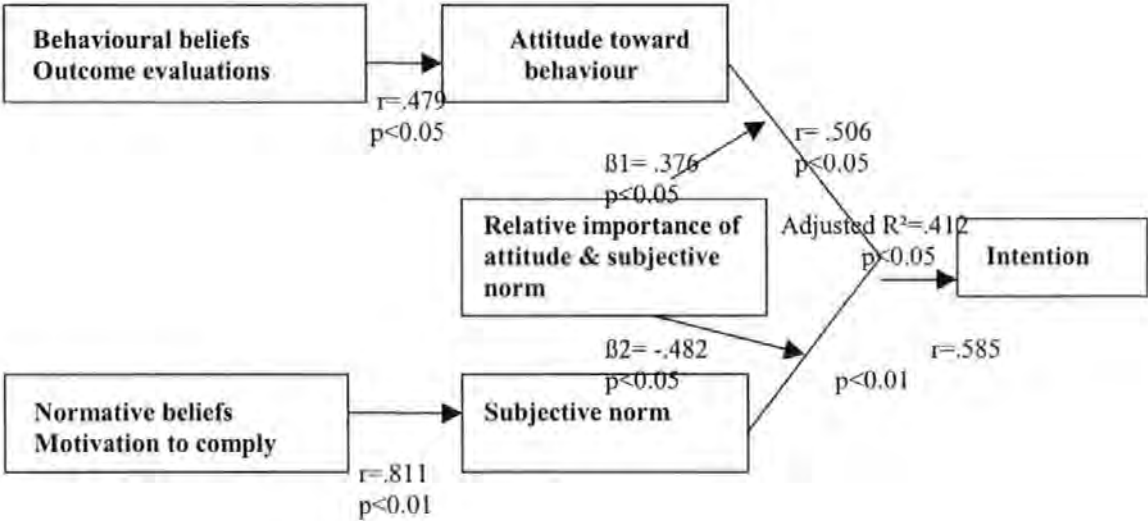 Behavioural beliefs
Outcome evaluations
Attitude toward
behaviour
r=.479
p<0.05
r= .506
p<0.05
ß1= .376
p<0.05
Relative importance of
attitude & subjective
norm
Adjusted R²=.412
p<0.05
Intention
ß2= -.482
p<0.05
r=.585
p<0.01
Normative beliefs
Motivation to comply
Subjective norm
r=.811
p<0.01